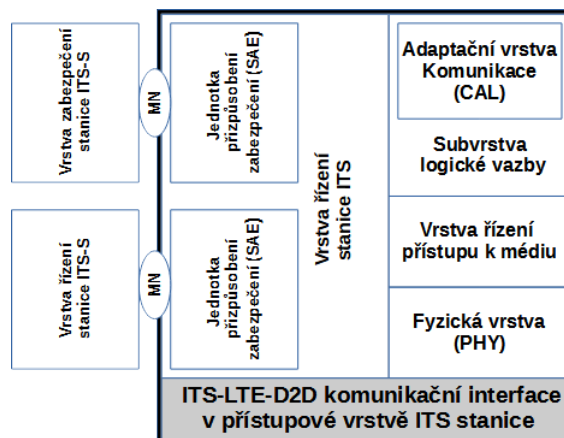 Vrstva zabezpečení
stanice ITS-S
MN
Jednotka
přizpůsobení
zabezpečení (SAE)
Vrstva řízení
stanice ITS-S
MN
Jednotka
přizpůsobení
zabezpečení (SAE)
Vrstva řízení
stanice ITS
Adaptační vrstva
Komunikace
(CAL)
Subvrstva
logické vazby
Vrstva řízení
přístupu k médiu
Fyzická vrstva
(PHY)
ITS-LTE-D2D komunikační interface
v přístupové vrstvě ITS stanice